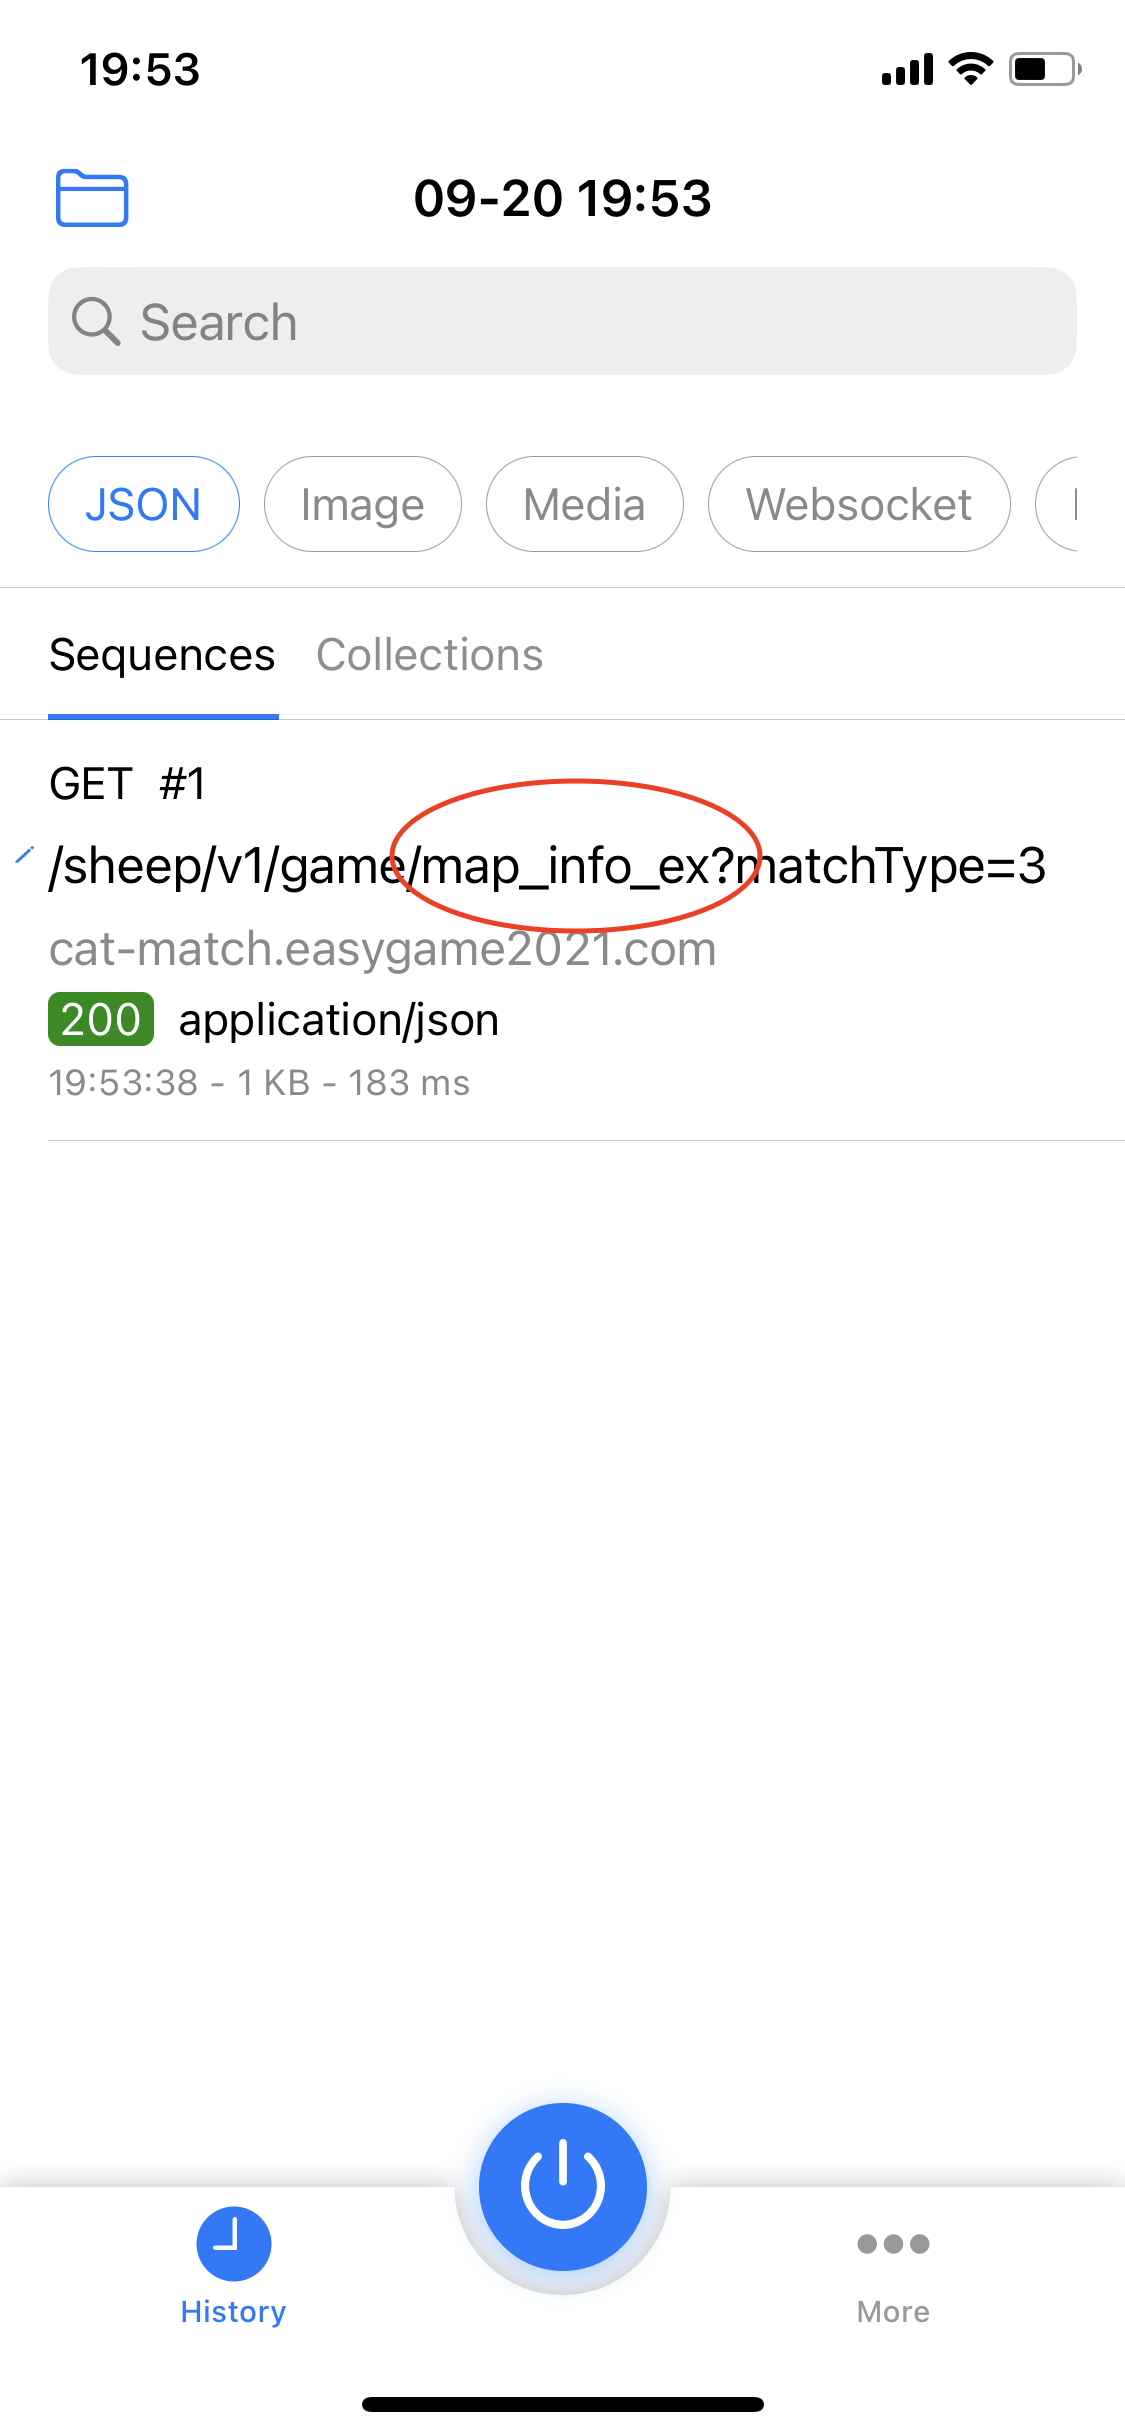 19:53
09-20 19:53
Search
JSON Image Media Websocket
Sequences Collections
GET #1
/sheep/v1/game/map_info_ex?matchType=3
cat-match.easygame2021.com
200 application/json
19:53:38 - 1 KB - 183 ms
History More